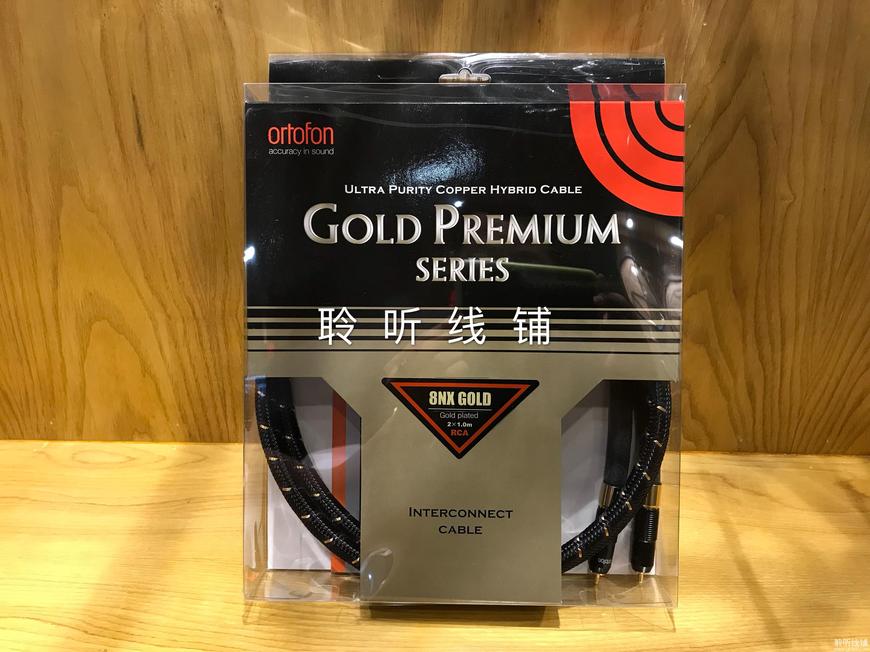 ortofon
accuracy in sound
ULTRA PURITY COPPER HYBRID CABLE
GOLD PREMIUM
SERIES
聆听线铺
8NX GOLD
Gold plated
2×1.0m
RCA
INTERCONNECT
CABLE
聆听线铺